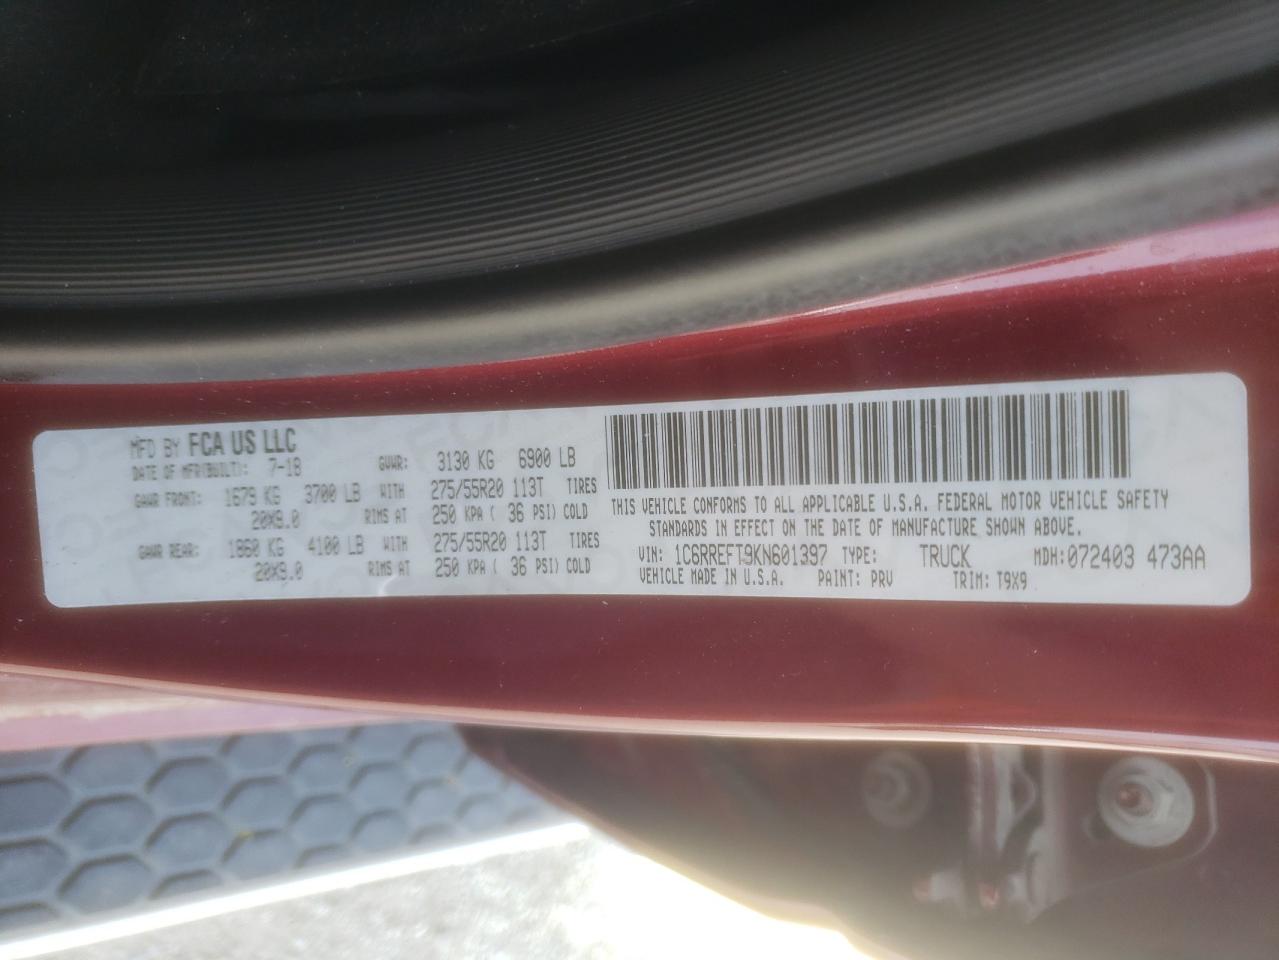 MFD BY FCA US LLC
DATE OF MFR(BUILT): 7-18 GVWR: 3130 KG 6900 LB
GAWR FRONT: 1679 KG 3700 LB WITH 275/55R20 113T TIRES
20X9.0 RIMS AT 250 KPA ( 36 PSI) COLD
GAWR REAR: 1860 KG 4100 LB WITH 275/55R20 113T TIRES
20X9.0 RIMS AT 250 KPA ( 36 PSI) COLD
THIS VEHICLE CONFORMS TO ALL APPLICABLE U.S.A. FEDERAL MOTOR VEHICLE SAFETY
STANDARDS IN EFFECT ON THE DATE OF MANUFACTURE SHOWN ABOVE.
VIN: 1C6RREFT9KN601397 TYPE: TRUCK MDH:072403 473AA
VEHICLE MADE IN U.S.A. PAINT: PRV TRIM: T9X9